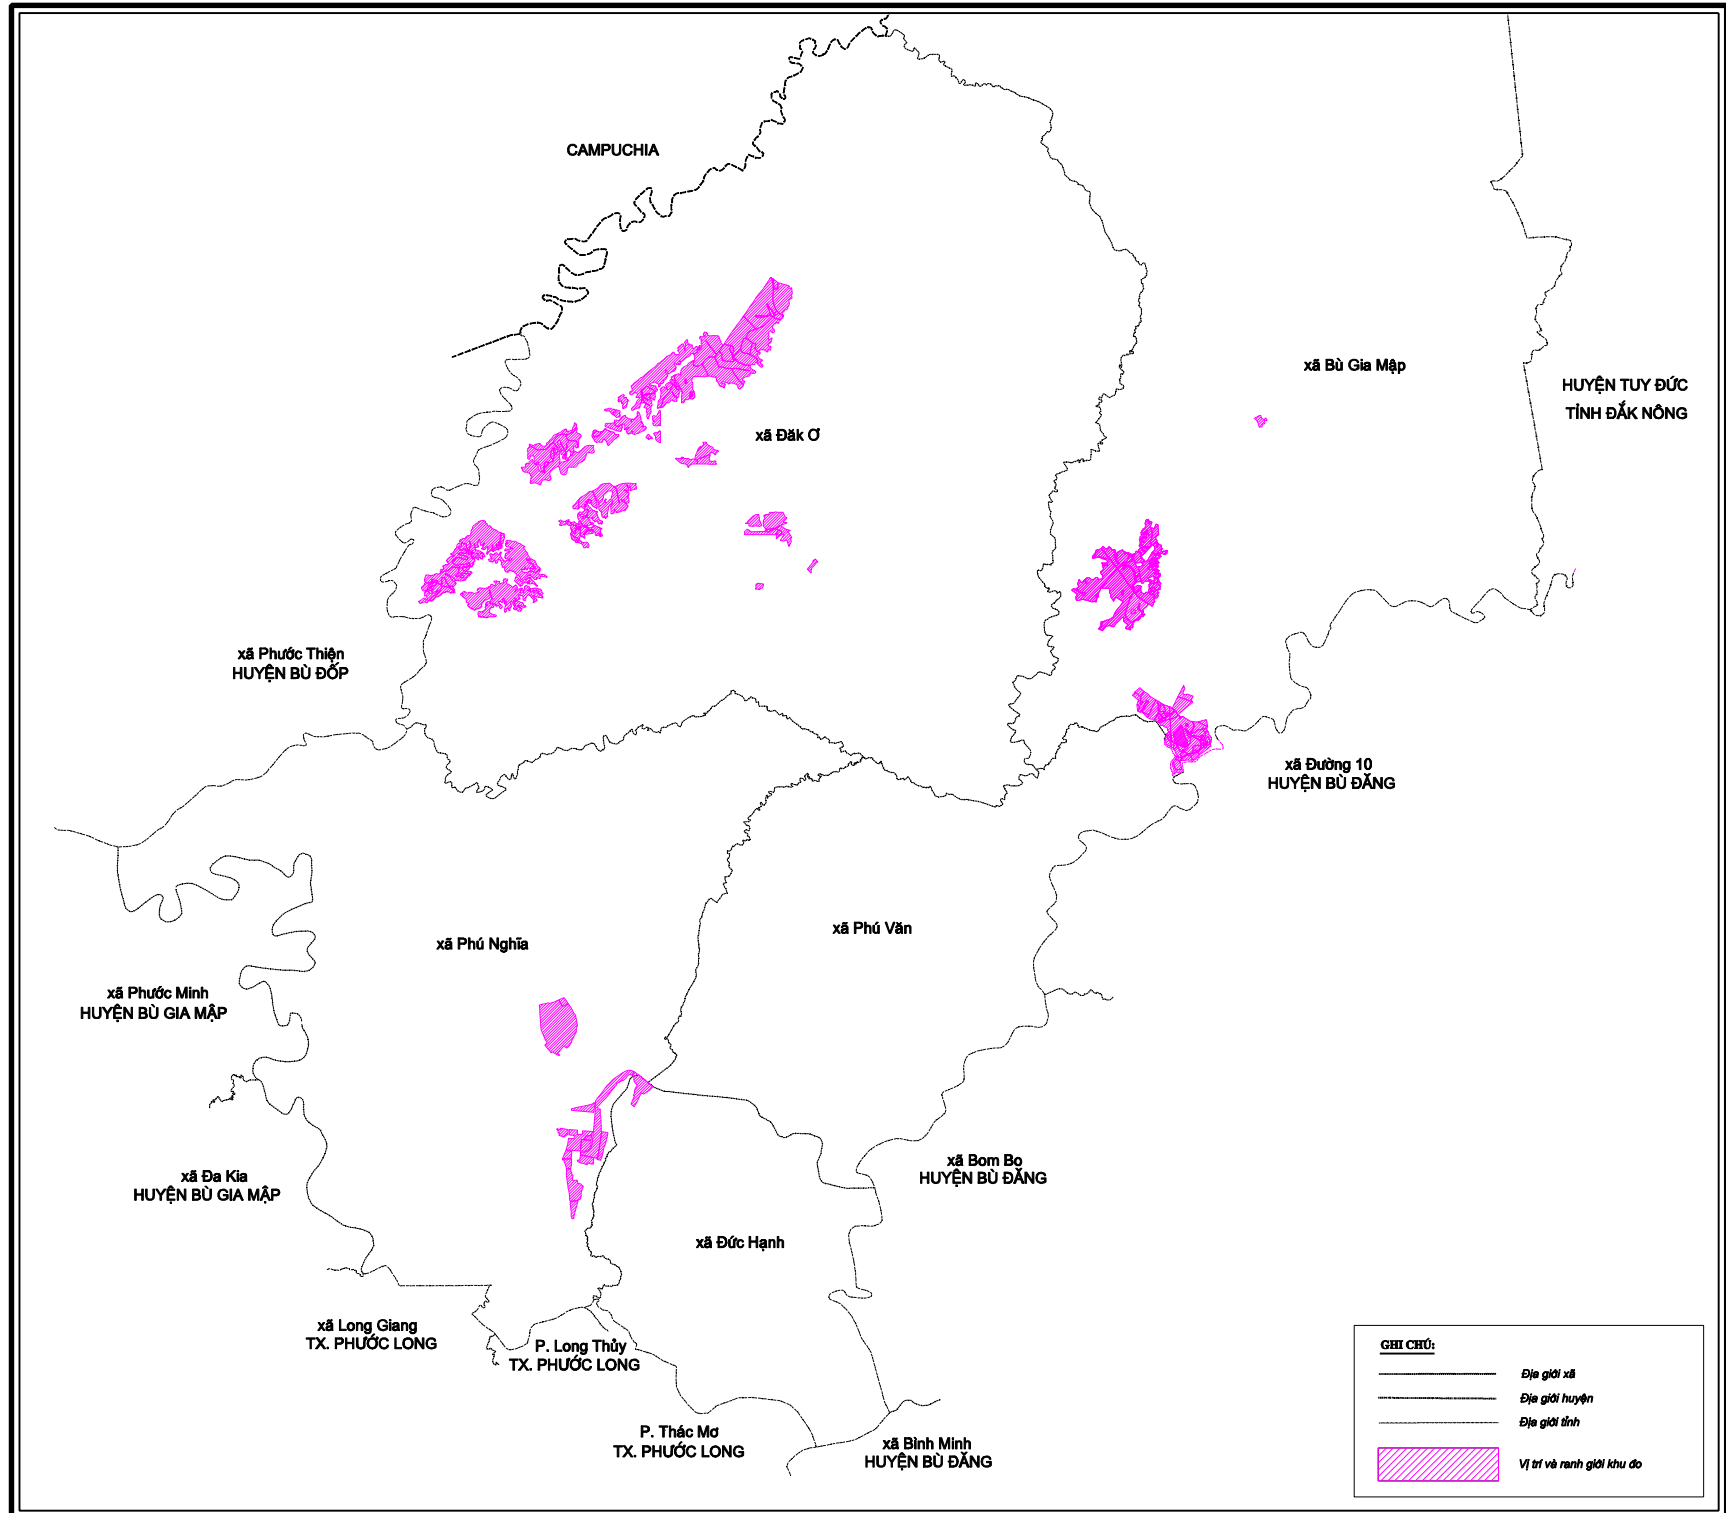 CAMPUCHIA
xã Bù Gia Mập
HUYỆN TUY ĐỨC
TỈNH ĐẮK NÔNG
xã Đăk Ơ
xã Phước Thiện
HUYỆN BÙ ĐỐP
xã Đường 10
HUYỆN BÙ ĐĂNG
xã Phú Văn
xã Phú Nghĩa
xã Phước Minh
HUYỆN BÙ GIA MẬP
xã Đa Kia
HUYỆN BÙ GIA MẬP
xã Bom Bo
HUYỆN BÙ ĐĂNG
xã Đức Hạnh
xã Long Giang
TX. PHƯỚC LONG
P. Long Thủy
TX. PHƯỚC LONG
P. Thác Mơ
TX. PHƯỚC LONG
xã Bình Minh
HUYỆN BÙ ĐĂNG
GHI CHÚ:
Địa giới xã
Địa giới huyện
Địa giới tỉnh
Vị trí và ranh giới khu đo